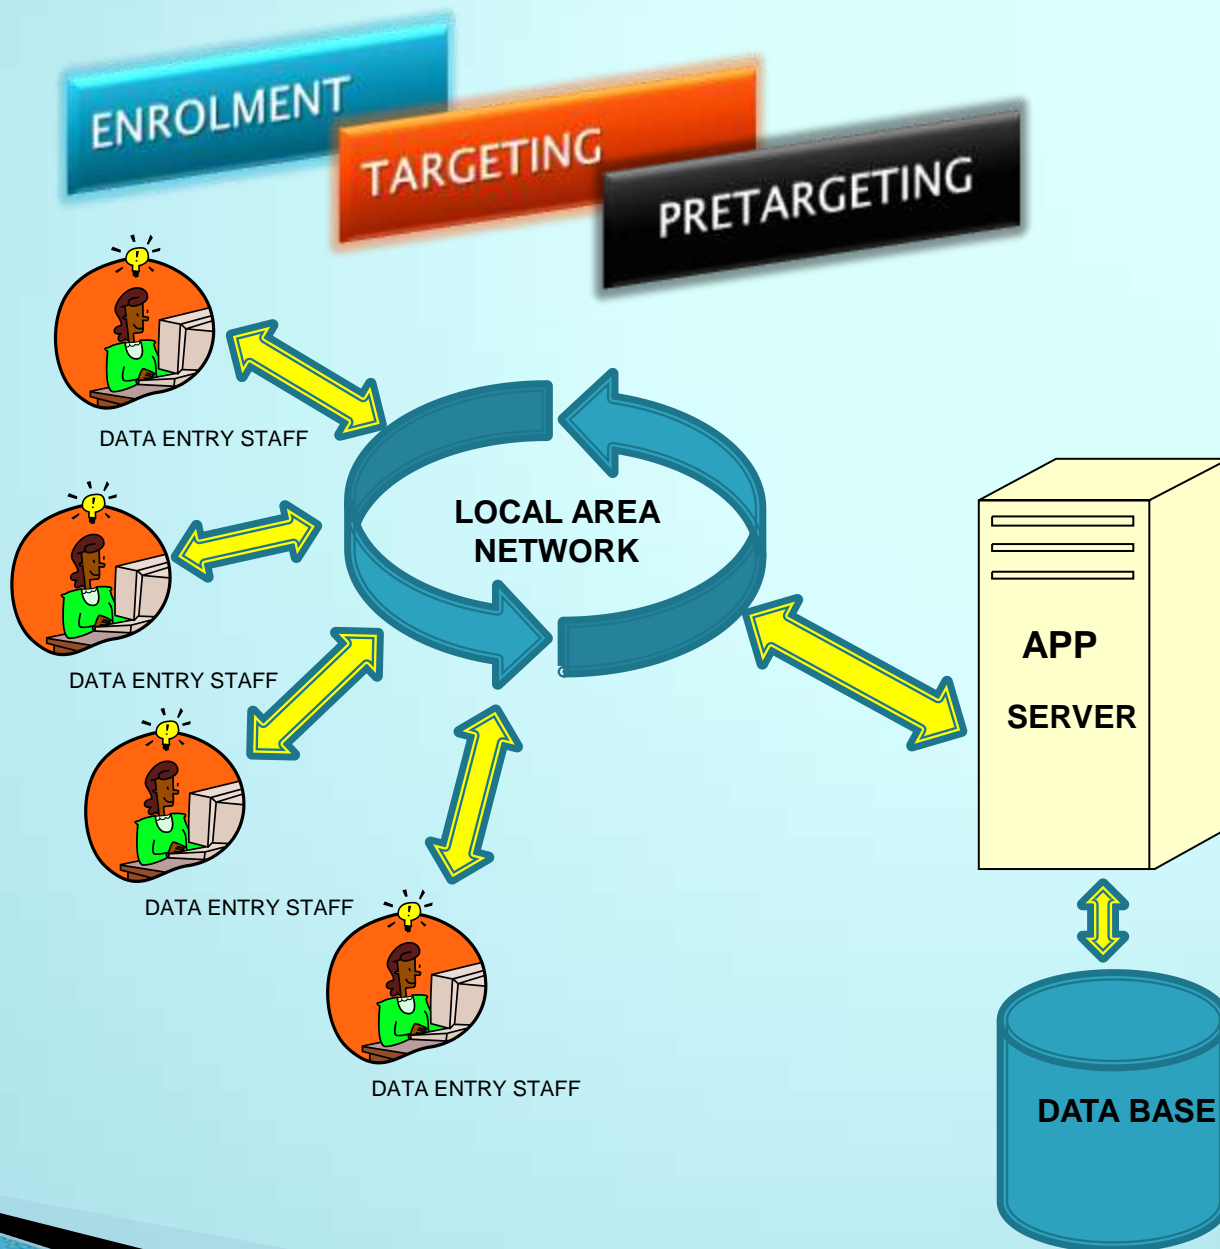 ENROLMENT
TARGETING
PRETARGETING
DATA ENTRY STAFF
LOCAL AREA
NETWORK
DATA ENTRY STAFF
APP
SERVER
DATA ENTRY STAFF
DATA ENTRY STAFF
DATA BASE